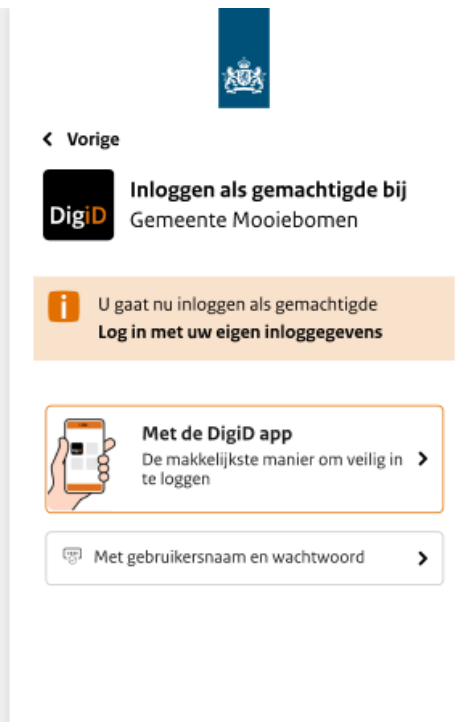 Vorige
DigiD
Inloggen als gemachtigde bij
Gemeente Mooiebomen
i
U gaat nu inloggen als gemachtigde
Log in met uw eigen inloggegevens
Met de DigiD app
De makkelijkste manier om veilig in
te loggen
Met gebruikersnaam en wachtwoord